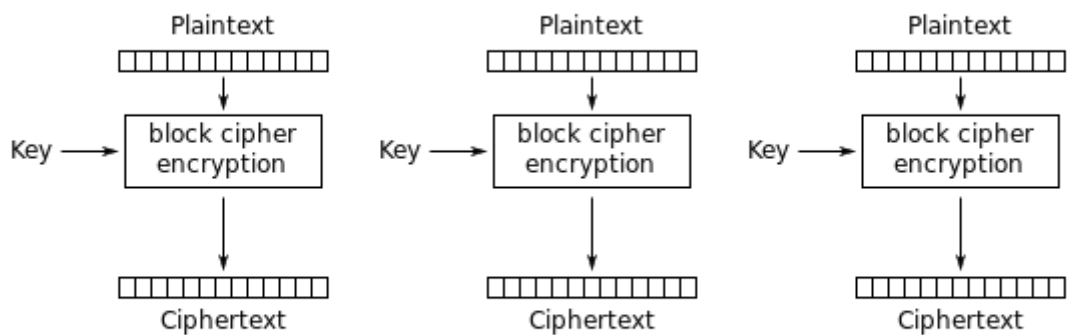 Plaintext Plaintext Plaintext
block cipher block cipher block cipher
Key Key Key
encryption encryption encryption
Ciphertext Ciphertext Ciphertext